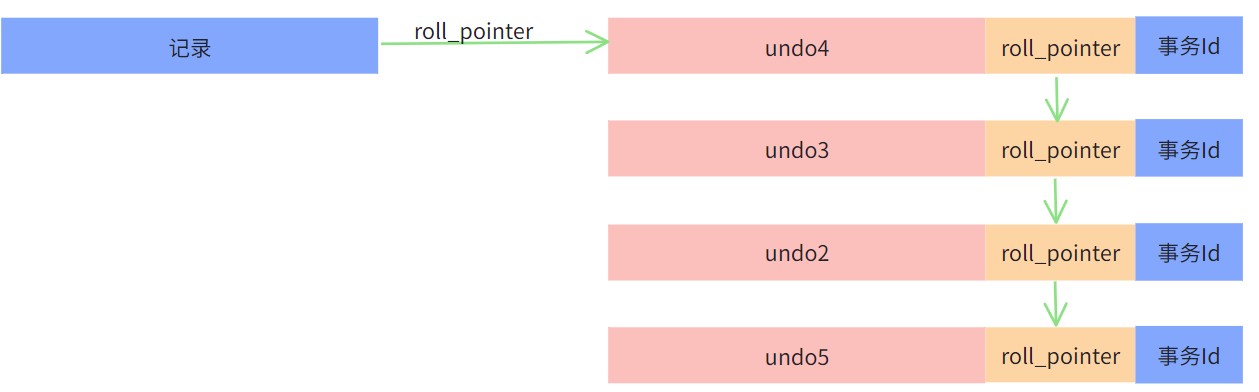 记录
roll_pointer
undo4 roll_pointer 事务Id
undo3 roll_pointer 事务Id
undo2 roll_pointer 事务Id
undo5 roll_pointer 事务Id